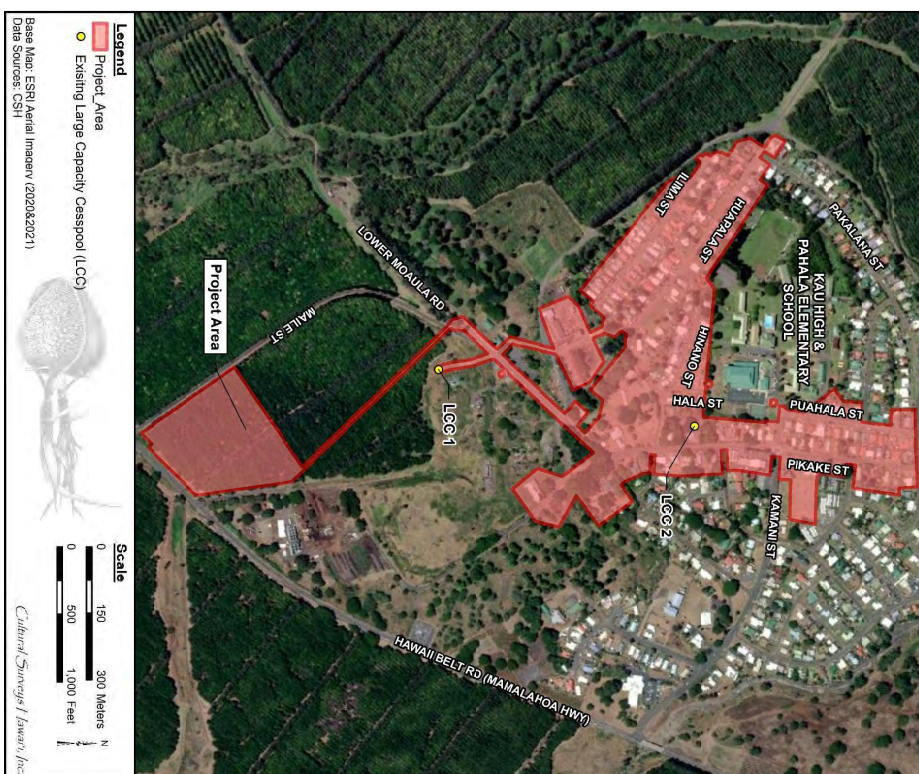 PAKALANA ST
KAU HIGH &
PAHALA ELEMENTARY
SCHOOL
ILIMA ST
HUAPALA ST
HINANO ST
HALA ST
PUAHALA ST
PIKAKE ST
KAMANI ST
LOWER MOAULA RD
MAILE ST
LCC 1
LCC 2
Project Area
HAWAII BELT RD (MAMALAHOA HWY)
Legend
Project_Area
Exisitng Large Capacity Cesspool (LCC)
Base Map: ESRI Aerial Imagery (2020&2021)
Data Sources: CSH
Scale
0 150 300 Meters
0 500 1,000 Feet
N
Cultural Surveys Hawai'i, Inc.